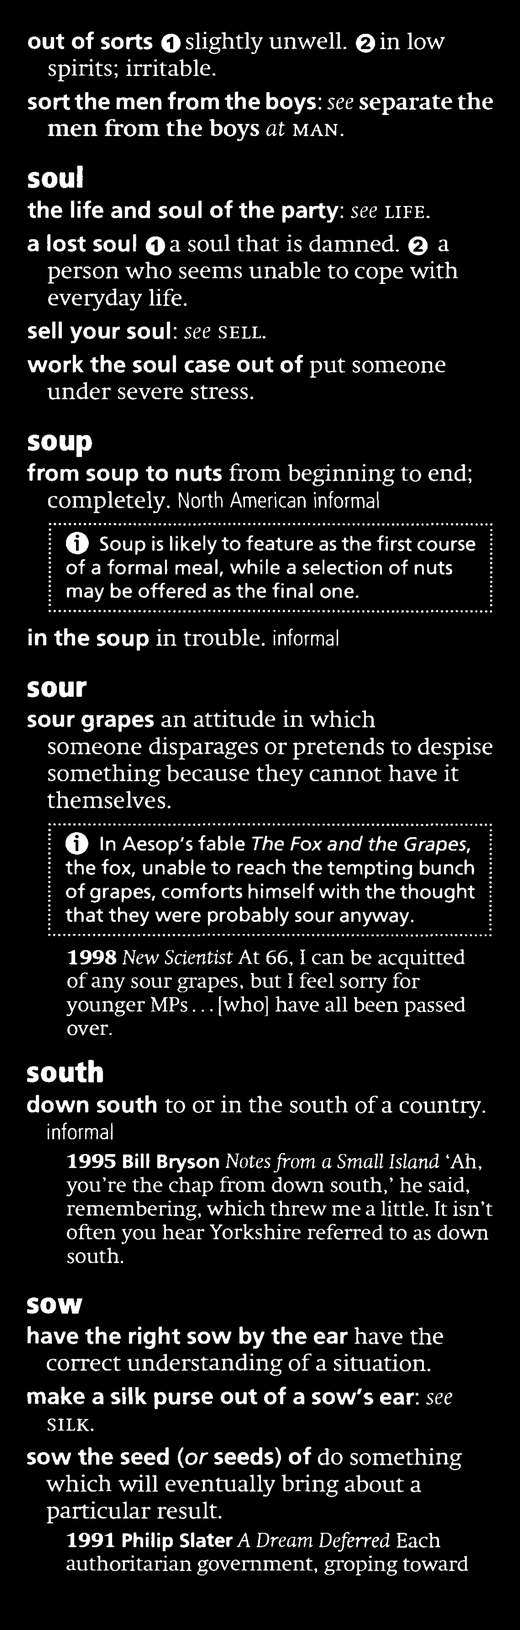 out of sorts ❶ slightly unwell. ❷ in low
spirits; irritable.
sort the men from the boys: see separate the
men from the boys at MAN.
soul
the life and soul of the party: see LIFE.
a lost soul ❶ a soul that is damned. ❷ a
person who seems unable to cope with
everyday life.
sell your soul: see SELL.
work the soul case out of put someone
under severe stress.
soup
from soup to nuts from beginning to end;
completely. North American informal
ⓘ Soup is likely to feature as the first course
of a formal meal, while a selection of nuts
may be offered as the final one.
in the soup in trouble. informal
sour
sour grapes an attitude in which
someone disparages or pretends to despise
something because they cannot have it
themselves.
ⓘ In Aesop's fable The Fox and the Grapes,
the fox, unable to reach the tempting bunch
of grapes, comforts himself with the thought
that they were probably sour anyway.
1998 New Scientist At 66, I can be acquitted
of any sour grapes, but I feel sorry for
younger MPs...[who] have all been passed
over.
south
down south to or in the south of a country.
informal
1995 Bill Bryson Notes from a Small Island ‘Ah,
you're the chap from down south,’ he said,
remembering, which threw me a little. It isn't
often you hear Yorkshire referred to as down
south.
sow
have the right sow by the ear have the
correct understanding of a situation.
make a silk purse out of a sow's ear: see
SILK.
sow the seed (or seeds) of do something
which will eventually bring about a
particular result.
1991 Philip Slater A Dream Deferred Each
authoritarian government, groping toward